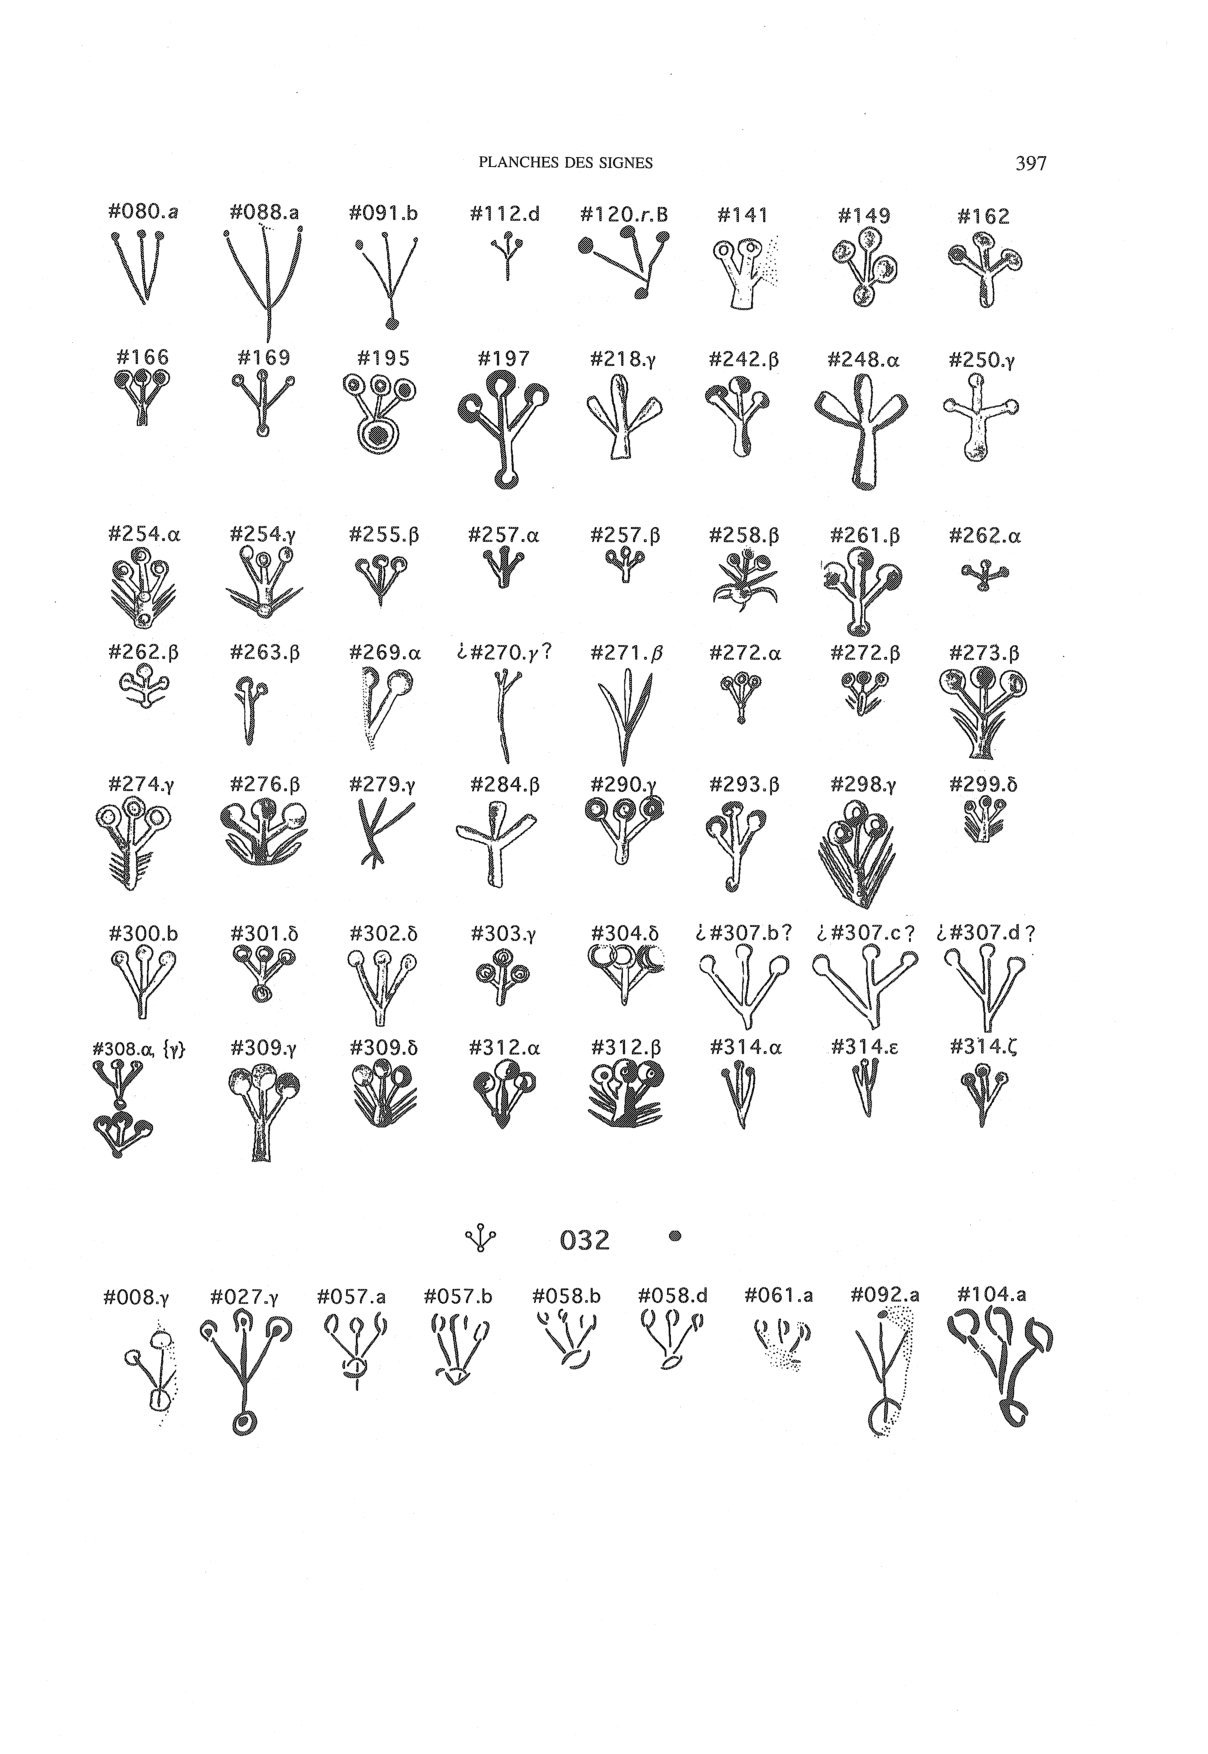 PLANCHES DES SIGNES 397
#080.a #088.a #091.b #112.d #120.r.B #141 #149 #162
#166 #169 #195 #197 #218.γ #242.β #248.α #250.γ
#254.α #254.γ #255.β #257.α #257.β #258.β #261.β #262.α
#262.β #263.β #269.α ¿#270.γ? #271.β #272.α #272.β #273.β
#274.γ #276.β #279.γ #284.β #290.γ #293.β #298.γ #299.δ
#300.b #301.δ #302.δ #303.γ #304.δ ¿#307.b? ¿#307.c? ¿#307.d?
#308.α, {γ} #309.γ #309.δ #312.α #312.β #314.α #314.ε #314.ζ
032
#008.γ #027.γ #057.a #057.b #058.b #058.d #061.a #092.a #104.a